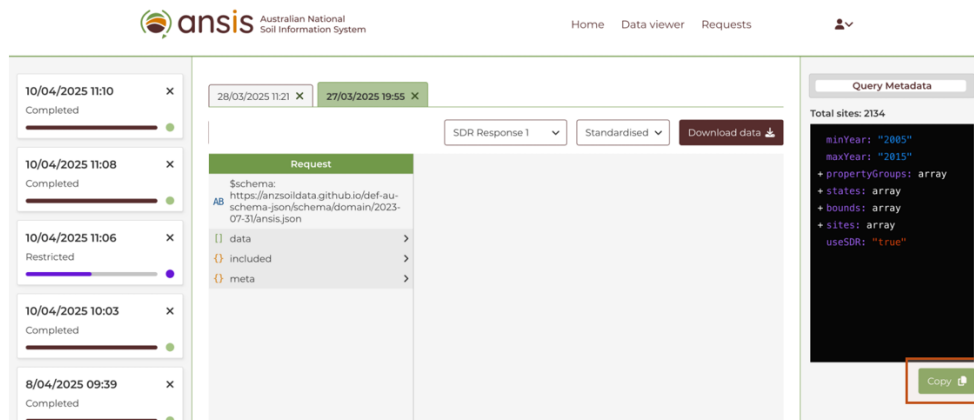 ansis Australian National
Soil Information System
Home Data viewer Requests
10/04/2025 11:10
Completed
10/04/2025 11:08
Completed
10/04/2025 11:06
Restricted
10/04/2025 10:03
Completed
8/04/2025 09:39
Completed
28/03/2025 11:21
27/03/2025 19:55
SDR Response 1
Standardised
Download data
Request
AB
$schema:
https://anzsoildata.github.io/def-au-
schema-json/schema/domain/2023-
07-31/ansis.json
[] data
{} included
{} meta
Query Metadata
Total sites: 2134
minYear: "2005"
maxYear: "2015"
+ propertyGroups: array
+ states: array
+ bounds: array
+ sites: array
useSDR: "true"
Copy